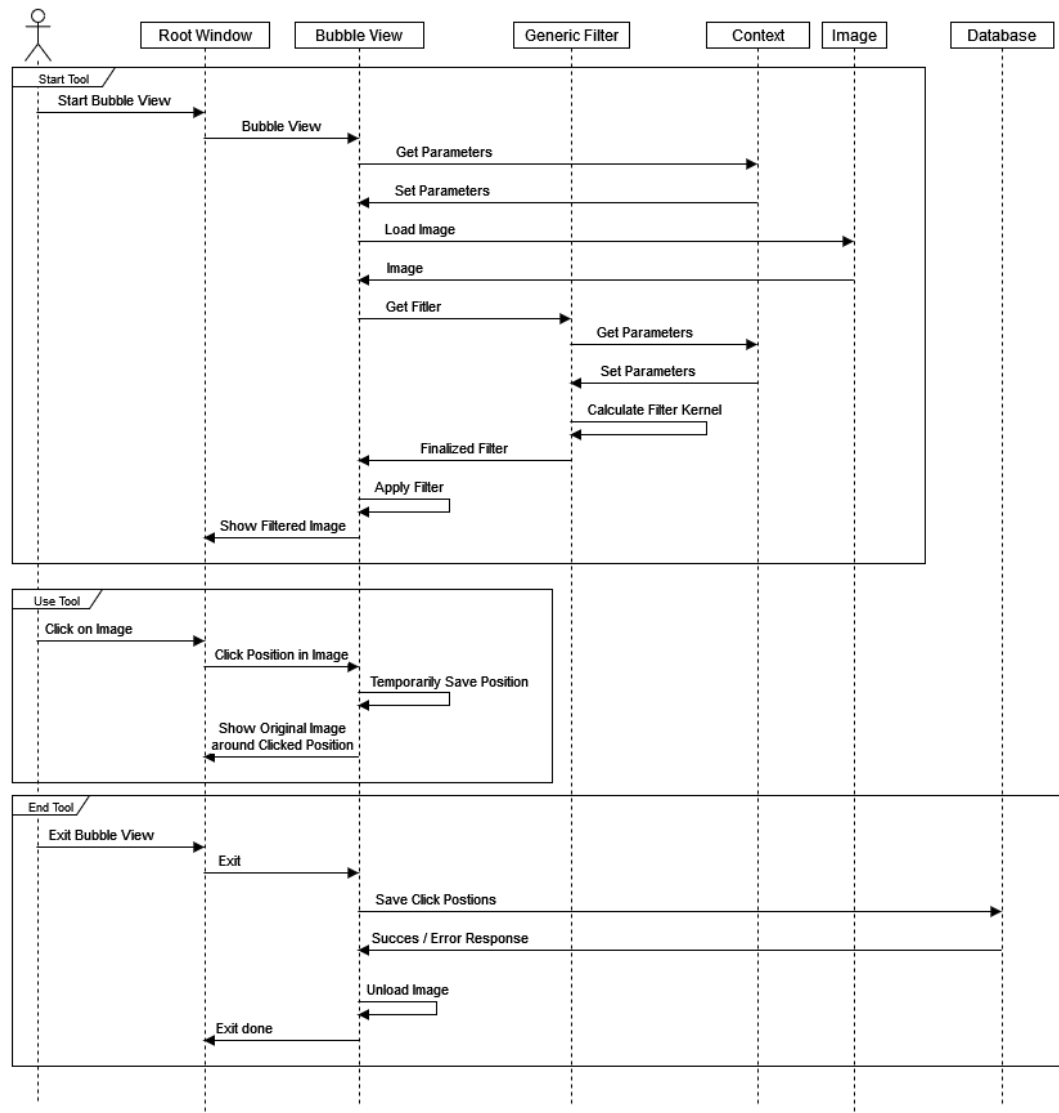 Root Window
Bubble View
Generic Filter
Context
Image
Database
Start Tool
Start Bubble View
Bubble View
Get Parameters
Set Parameters
Load Image
Image
Get Fitler
Get Parameters
Set Parameters
Calculate Filter Kernel
Finalized Filter
Apply Filter
Show Filtered Image
Use Tool
Click on Image
Click Position in Image
Temporarily Save Position
Show Original Image
around Clicked Position
End Tool
Exit Bubble View
Exit
Save Click Postions
Succes / Error Response
Unload Image
Exit done